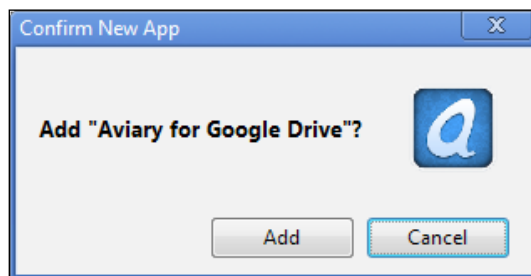 Confirm New App
Add "Aviary for Google Drive"?
a
Add
Cancel